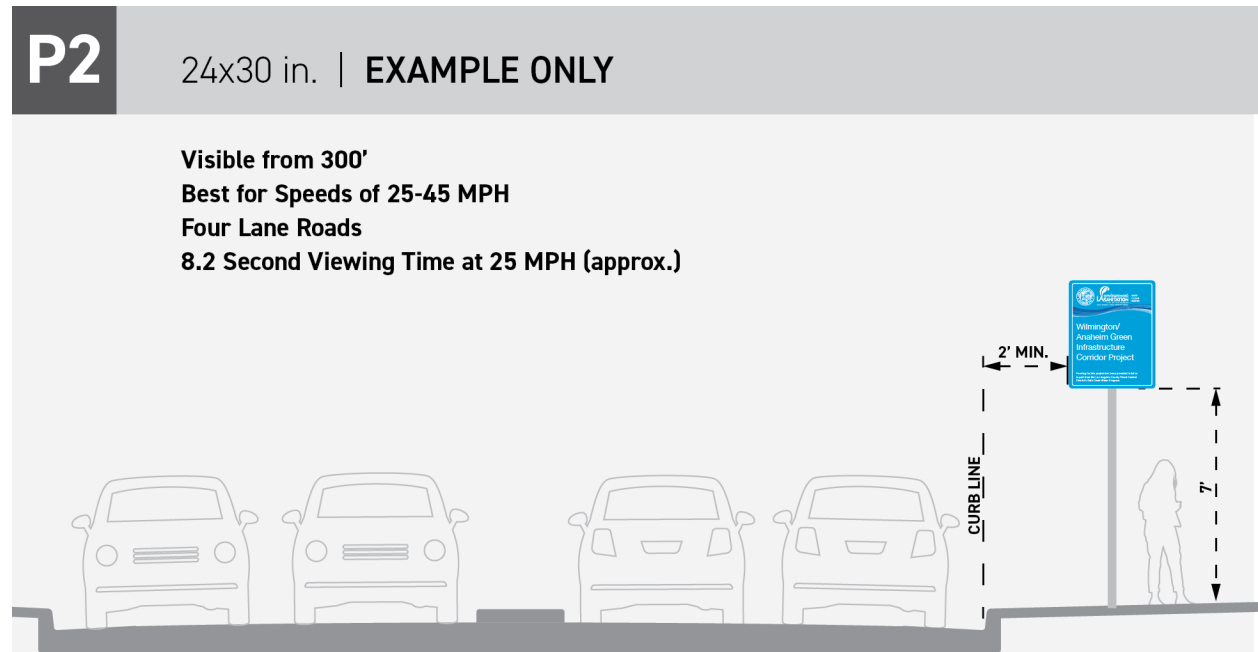 P2
24x30 in. | EXAMPLE ONLY
Visible from 300’
Best for Speeds of 25-45 MPH
Four Lane Roads
8.2 Second Viewing Time at 25 MPH (approx.)
LASANITATION
Wilmington/
Anaheim Green
Infrastructure
Corridor Project
2’ MIN.
CURB LINE
7’